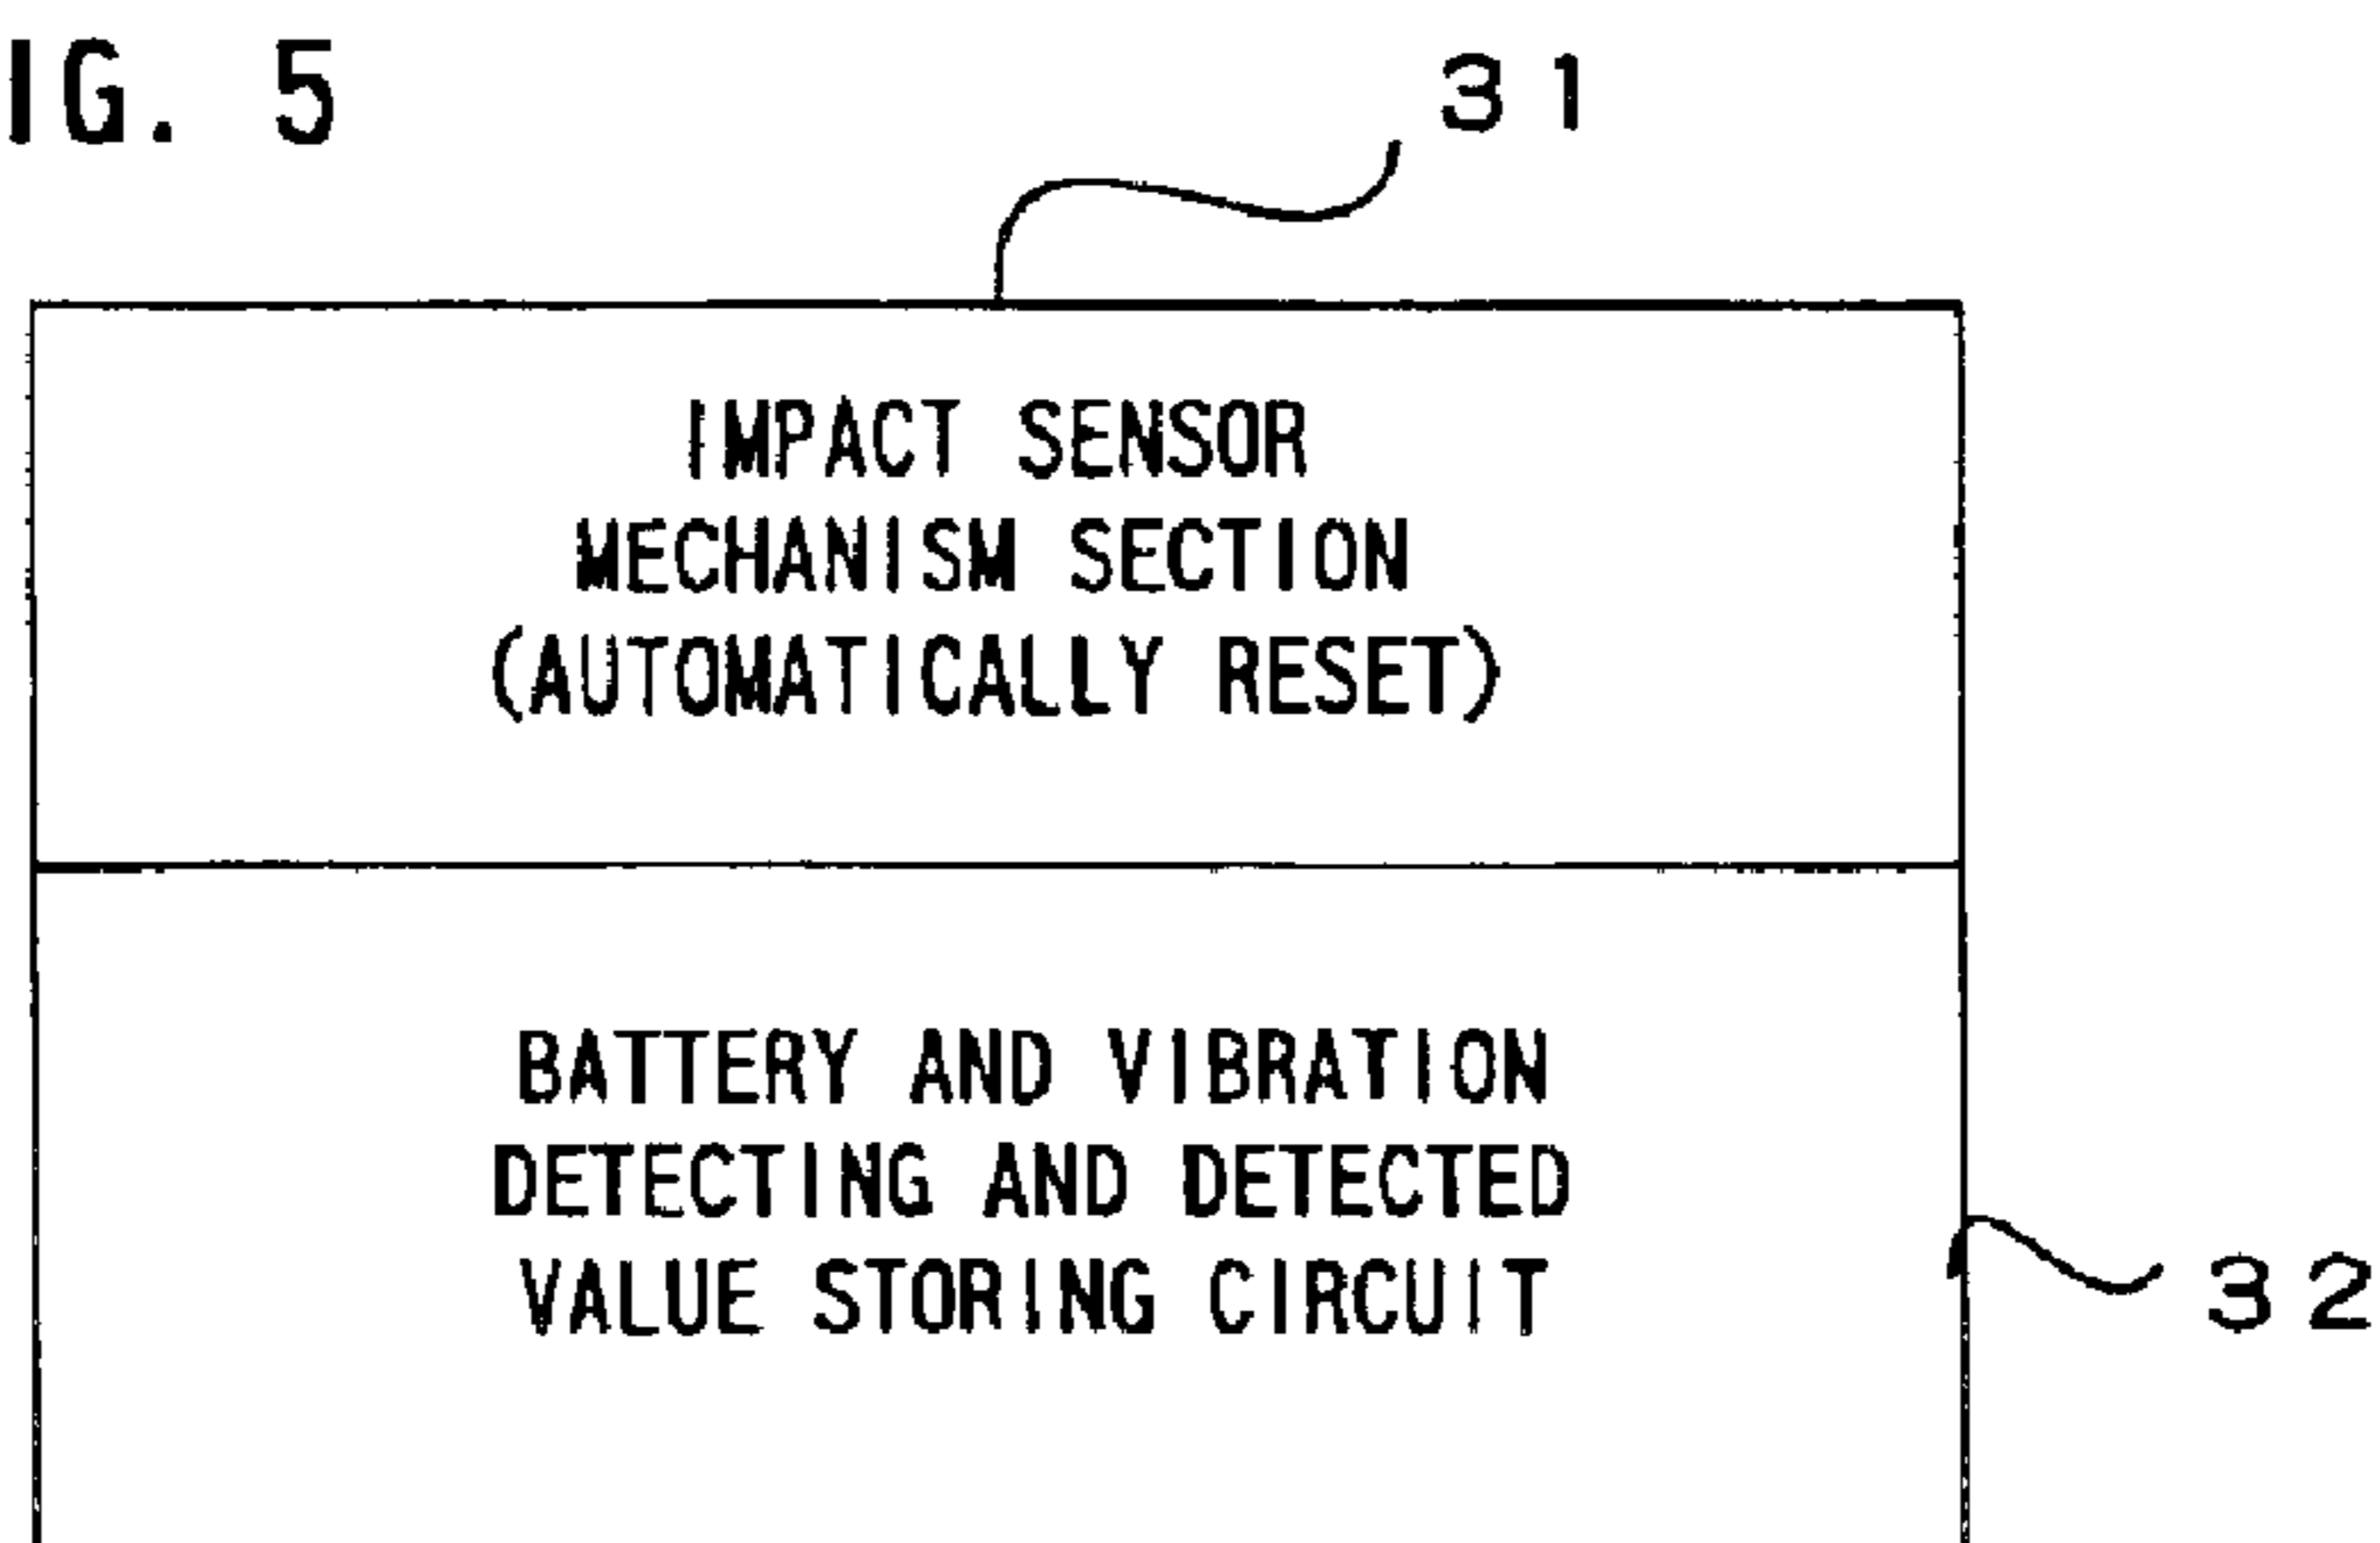 IG. 5
31
IMPACT SENSOR
MECHANISM SECTION
(AUTOMATICALLY RESET)
BATTERY AND VIBRATION
DETECTING AND DETECTED
VALUE STORING CIRCUIT
32